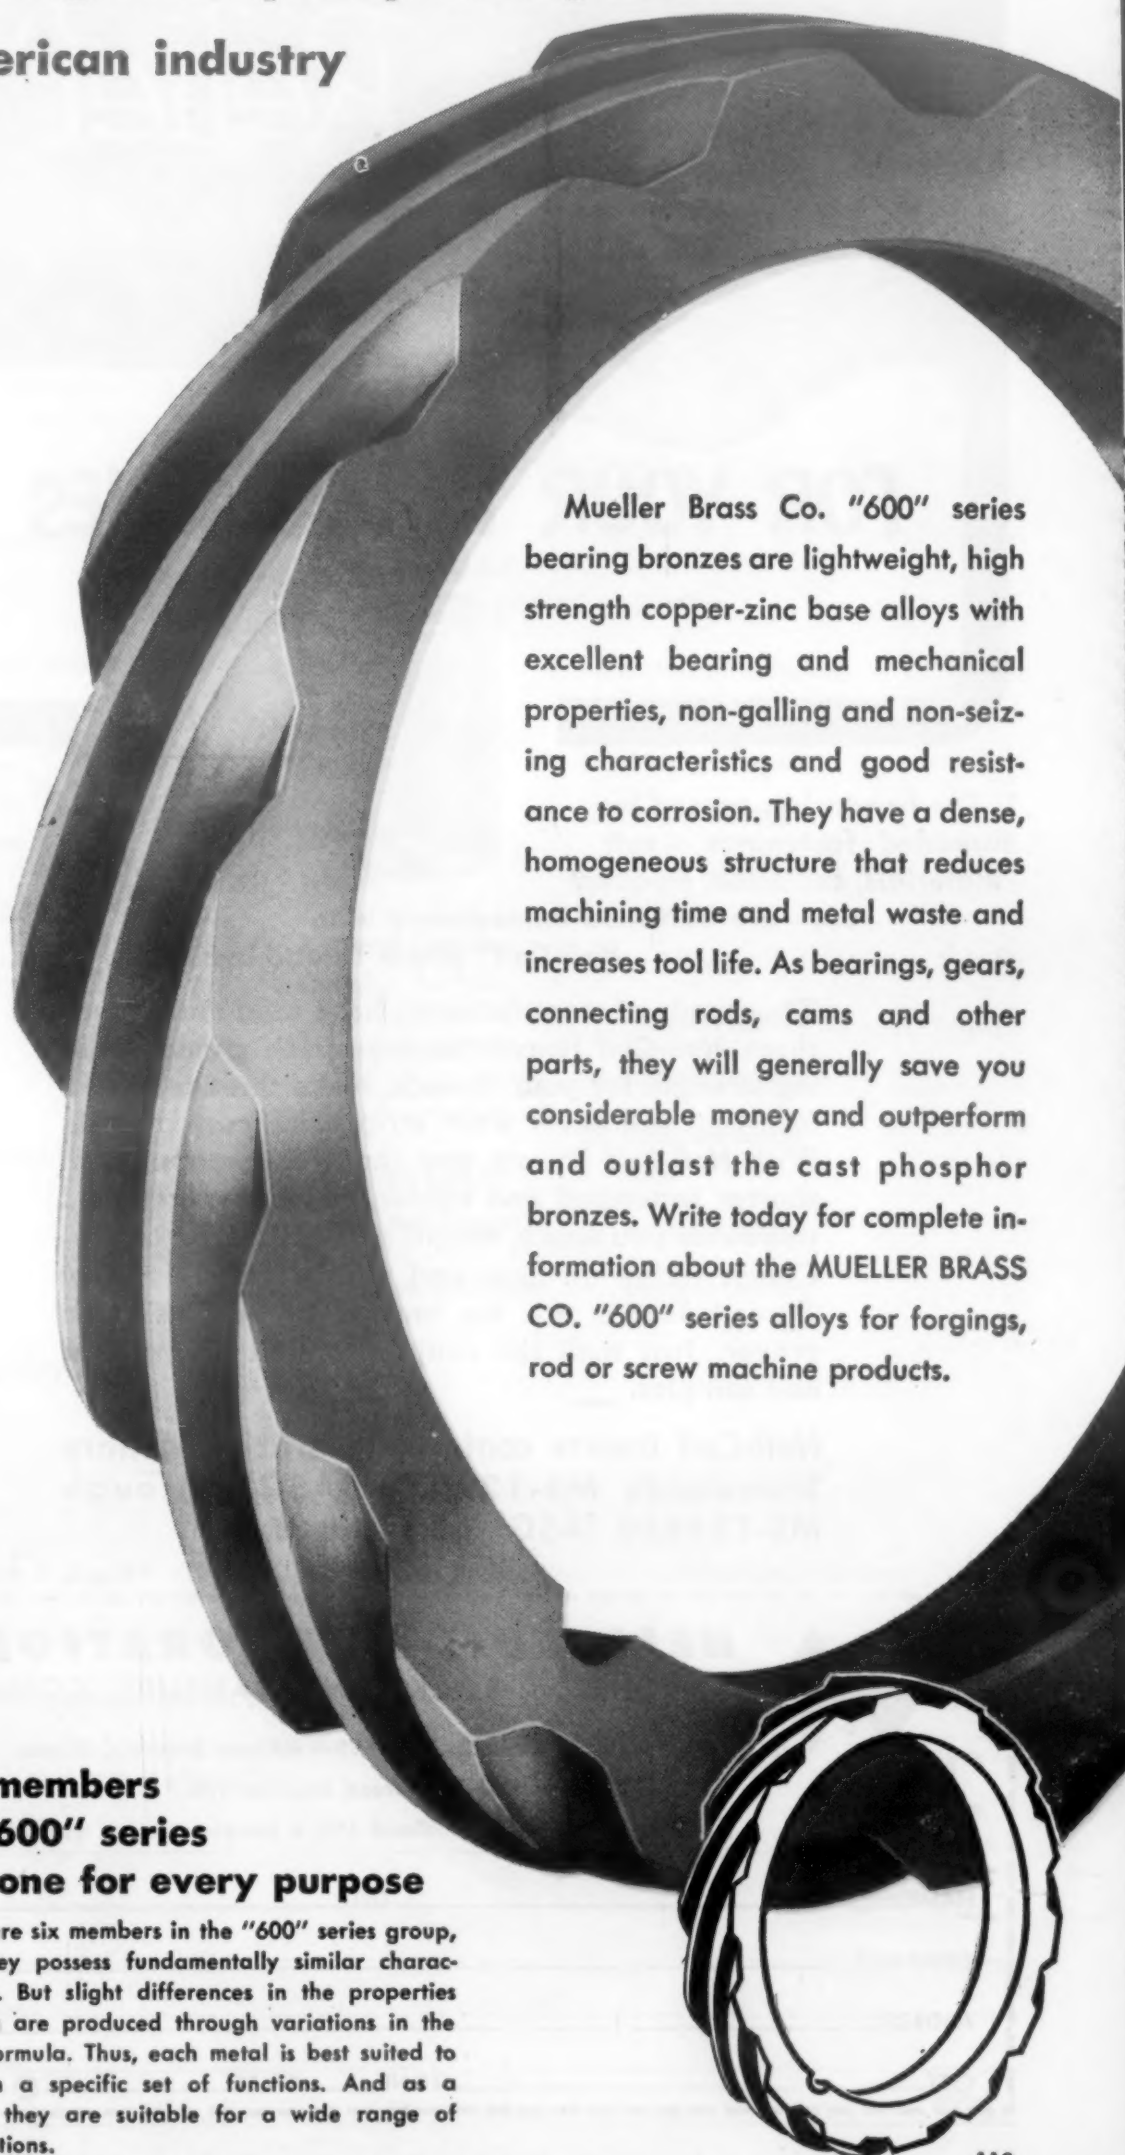 erican industry
Mueller Brass Co. "600" series
bearing bronzes are lightweight, high
strength copper-zinc base alloys with
excellent bearing and mechanical
properties, non-galling and non-seiz-
ing characteristics and good resist-
ance to corrosion. They have a dense,
homogeneous structure that reduces
machining time and metal waste and
increases tool life. As bearings, gears,
connecting rods, cams and other
parts, they will generally save you
considerable money and outperform
and outlast the cast phosphor
bronzes. Write today for complete in-
formation about the MUELLER BRASS
CO. "600" series alloys for forgings,
rod or screw machine products.
members
600" series
one for every purpose
re six members in the "600" series group,
ey possess fundamentally similar charac-
. But slight differences in the properties
are produced through variations in the
ormula. Thus, each metal is best suited to
a specific set of functions. And as a
they are suitable for a wide range of
tions.